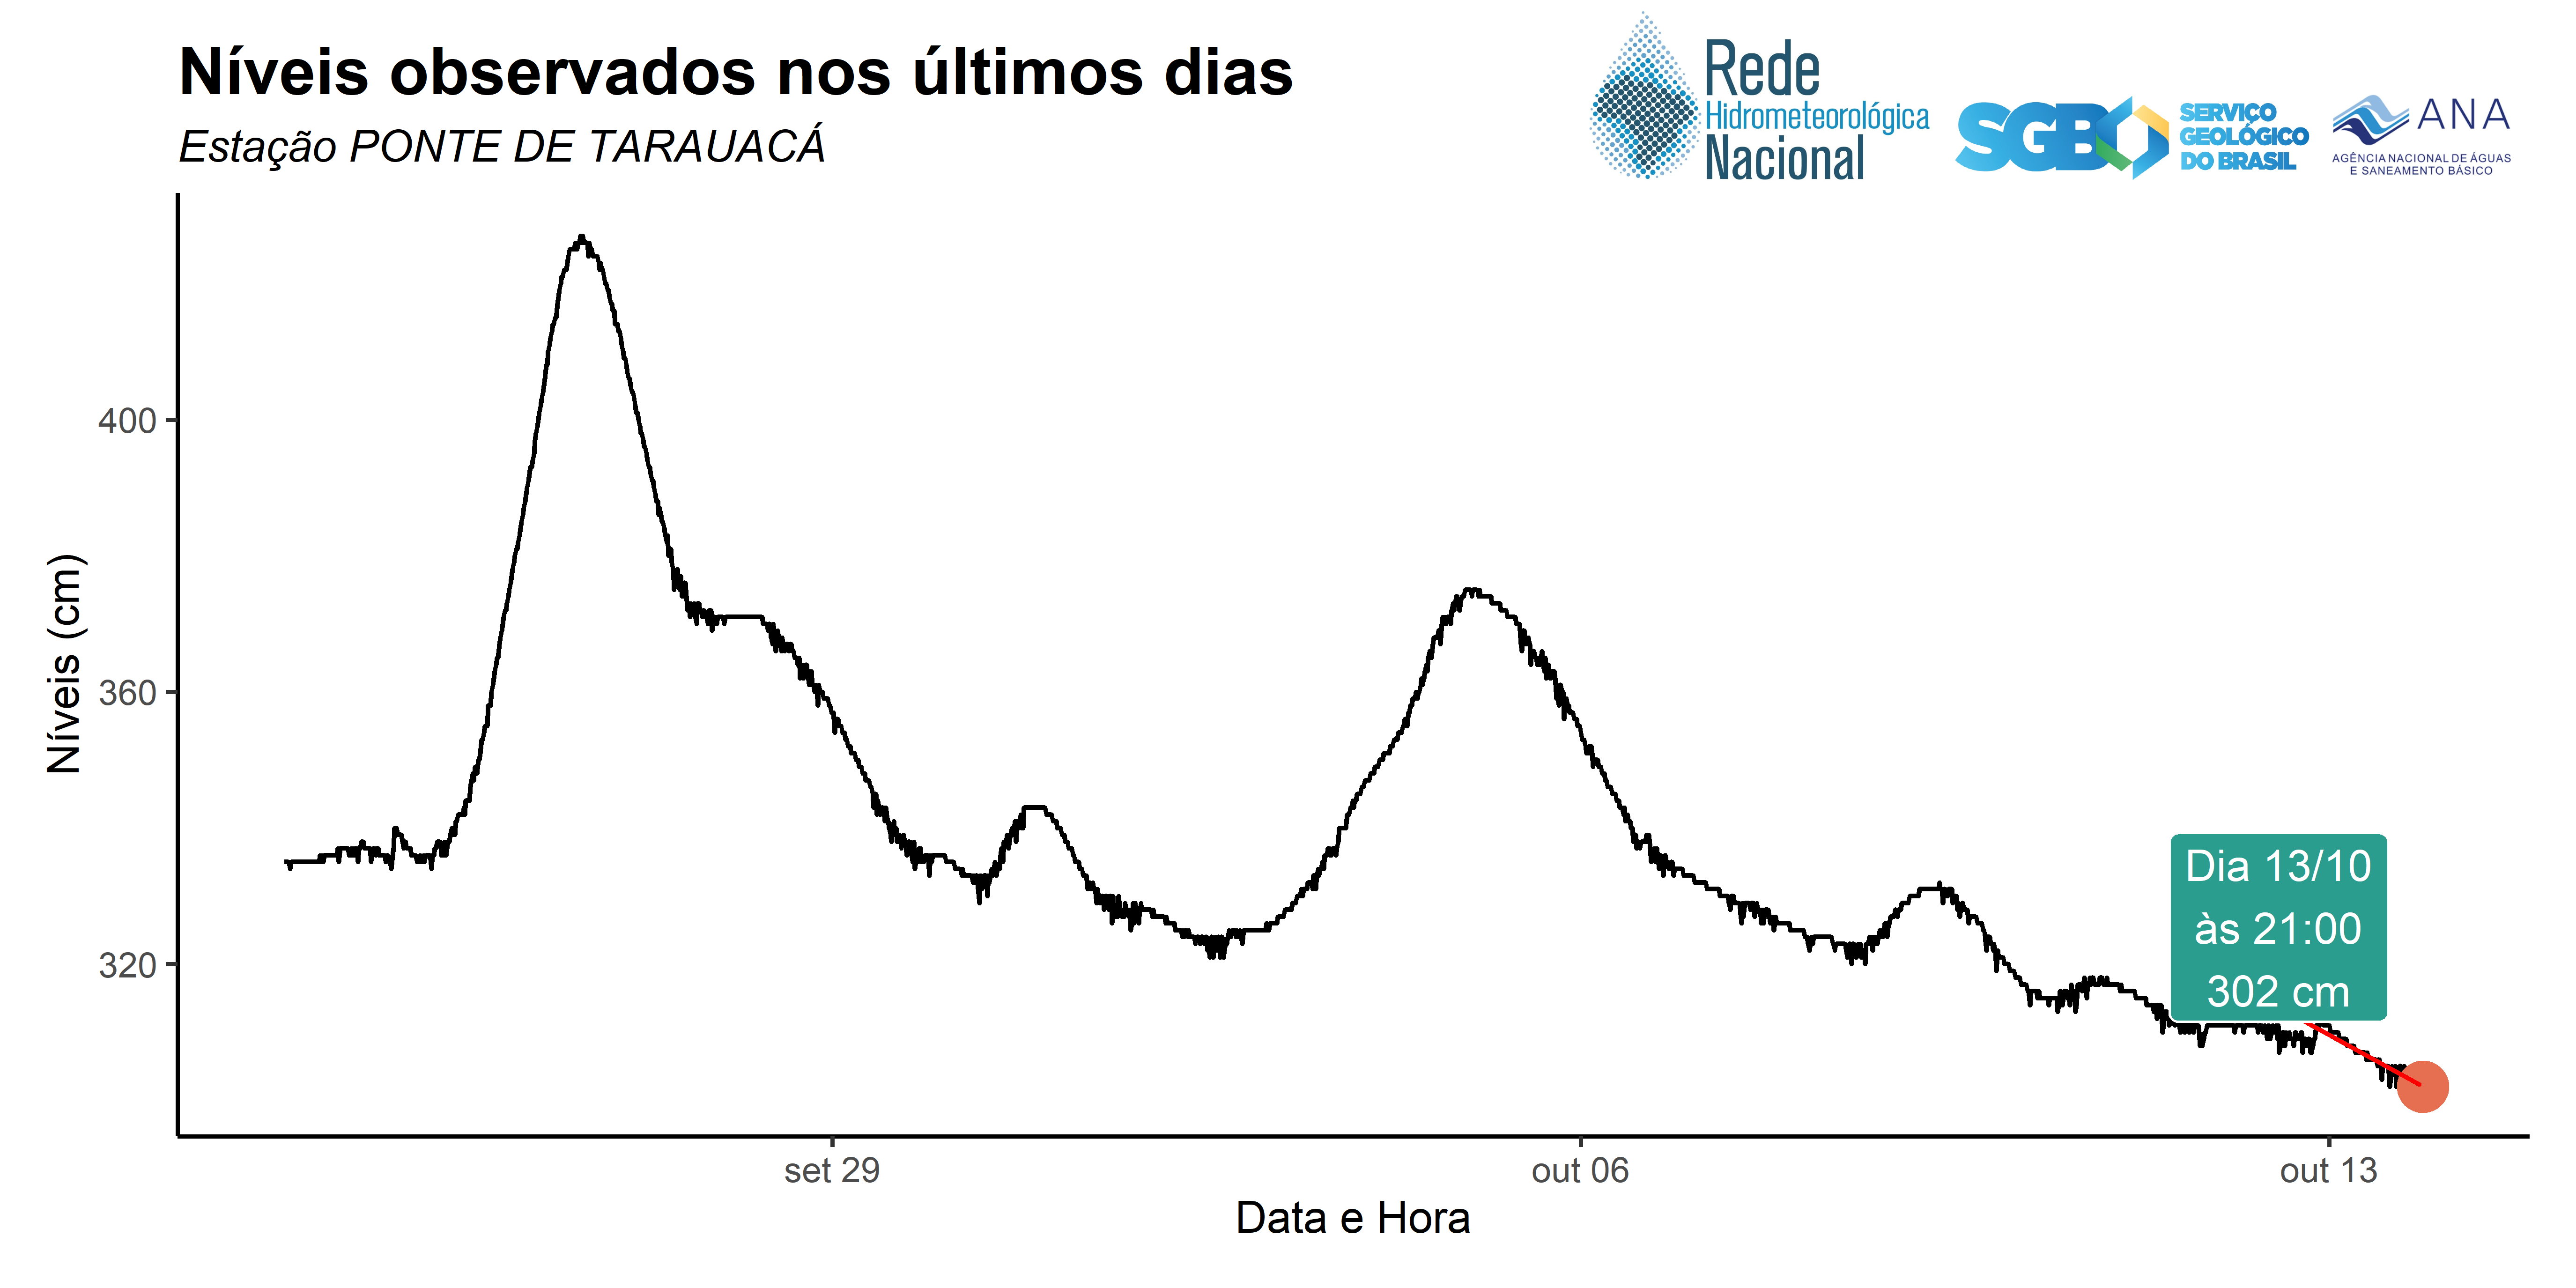 Níveis observados nos últimos dias
Estação PONTE DE TARAUACÁ
Rede
Hidrometeorológica
Nacional
SGB
SERVIÇO
GEOLÓGICO
DO BRASIL
ANA
AGÊNCIA NACIONAL DE ÁGUAS
E SANEAMENTO BÁSICO
Níveis (cm)
400
360
320
Dia 13/10
às 21:00
302 cm
set 29
out 06
out 13
Data e Hora